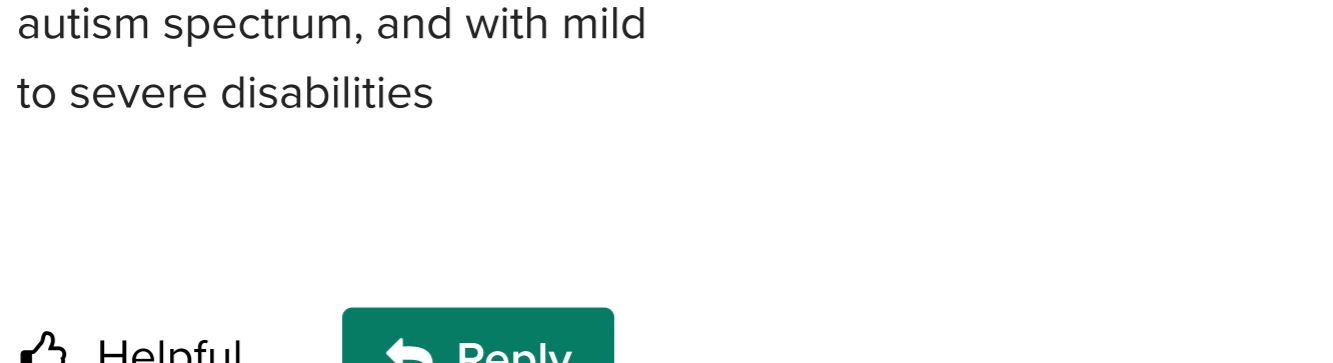 autism spectrum, and with mild
to severe disabilities
Helpful Reply